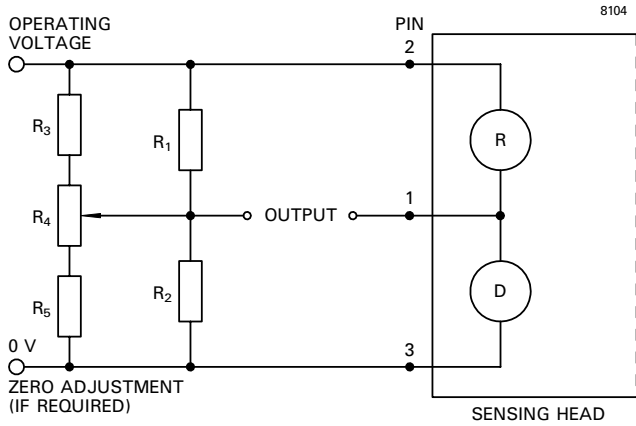 8104
OPERATING
VOLTAGE
PIN
2
R3
R1
R
R4
OUTPUT
1
R5
R2
D
0 V
3
ZERO ADJUSTMENT
(IF REQUIRED)
SENSING HEAD